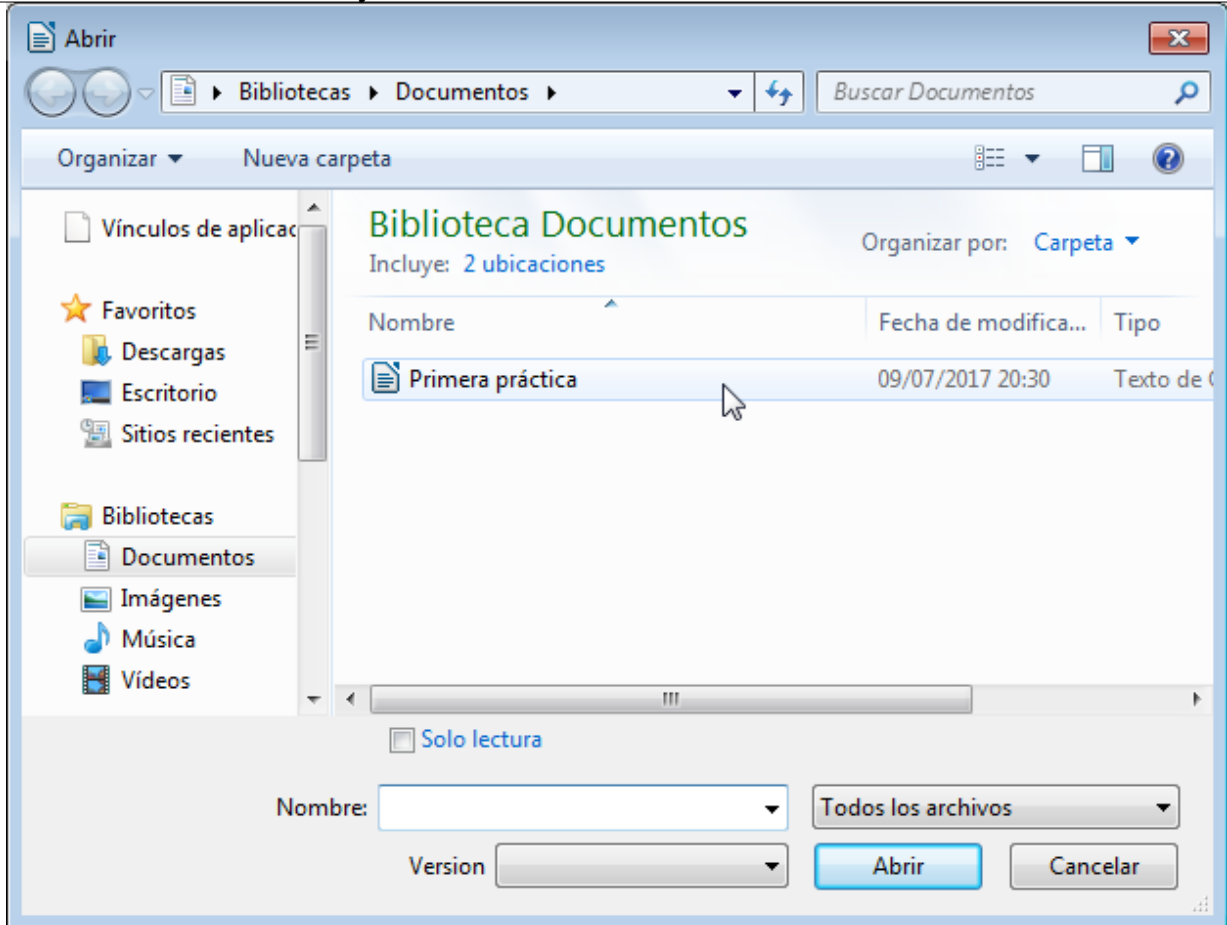 Abrir
Bibliotecas Documentos
Buscar Documentos
Organizar Nueva carpeta
Vínculos de aplicac
Favoritos
Descargas
Escritorio
Sitios recientes
Bibliotecas
Documentos
Imágenes
Música
Vídeos
Biblioteca Documentos
Incluye: 2 ubicaciones
Organizar por: Carpeta
Nombre Fecha de modifica... Tipo
Primera práctica 09/07/2017 20:30 Texto de
Solo lectura
Nombre: Todos los archivos
Version Abrir Cancelar